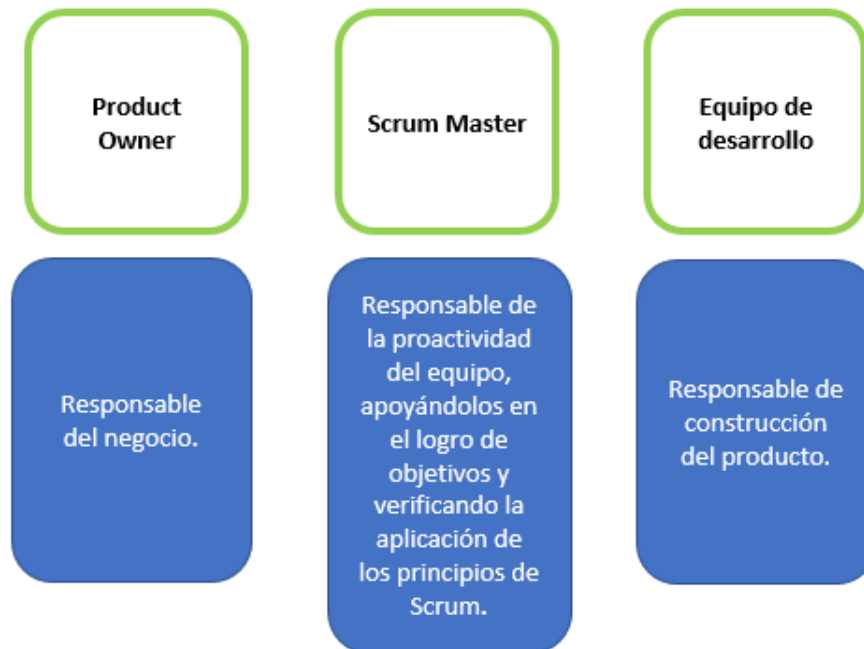 Product
Owner
Scrum Master
Equipo de
desarrollo
Responsable
del negocio.
Responsable de
la proactividad
del equipo,
apoyándolos en
el logro de
objetivos y
verificando la
aplicación de
los principios de
Scrum.
Responsable de
construcción
del producto.